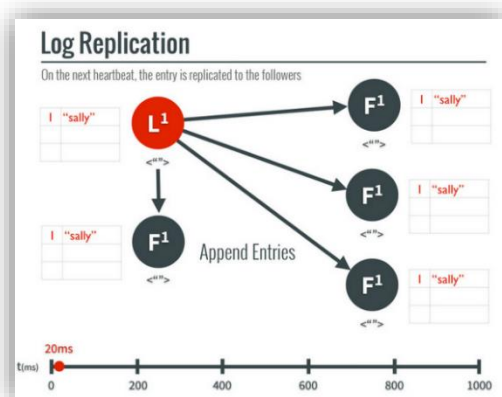 Log Replication
On the next heartbeat, the entry is replicated to the followers
1 "sally"
L¹
<"">
F¹
<"">
1 "sally"
F¹
<"">
1 "sally"
1 "sally"
F¹
<"">
Append Entries
F¹
<"">
1 "sally"
20ms
t(ms)
0 200 400 600 800 1000